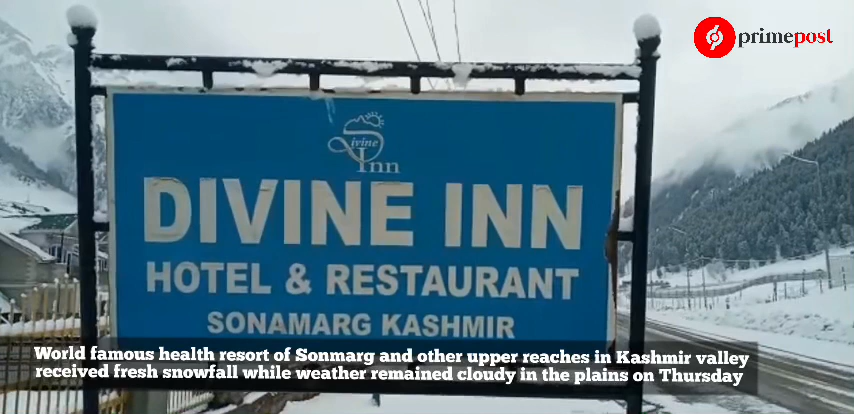 primepost
Divine
Inn
DIVINE INN
HOTEL & RESTAURANT
SONAMARG KASHMIR
World famous health resort of Sonmarg and other upper reaches in Kashmir valley
received fresh snowfall while weather remained cloudy in the plains on Thursday